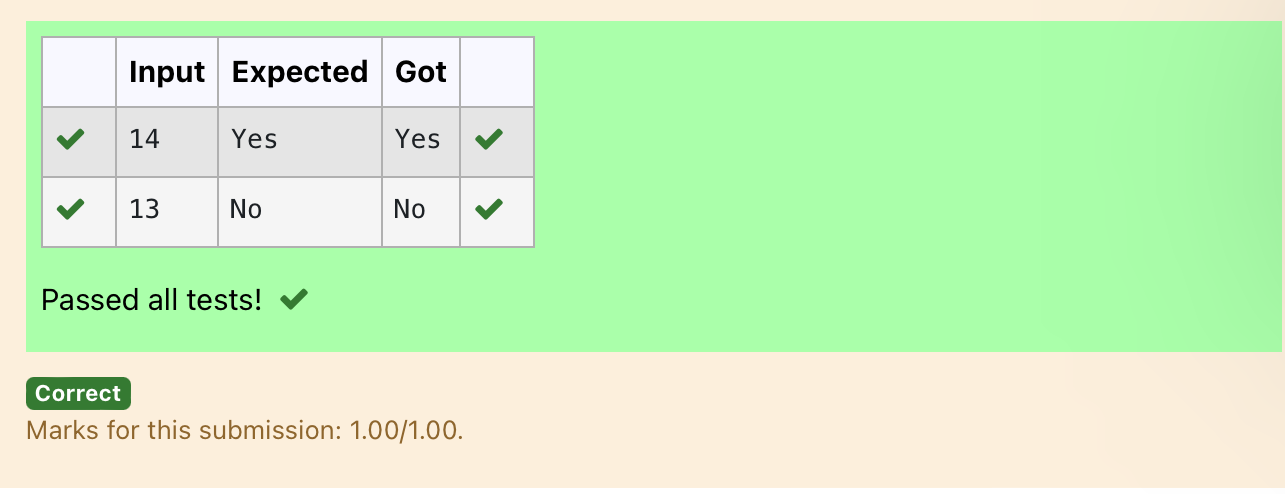 Input Expected Got
14 Yes Yes
13 No No
Passed all tests!
Correct
Marks for this submission: 1.00/1.00.